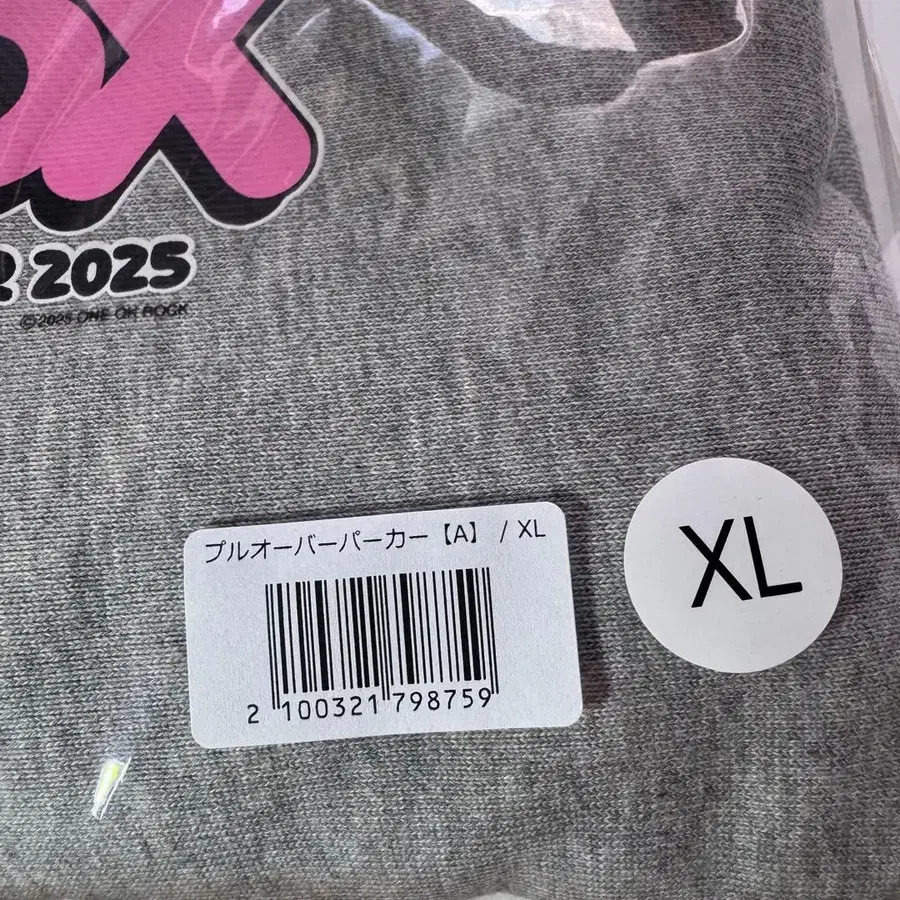 OX
2025
©2025 ONE OK ROCK
プルオーバーパーカー【A】 / XL
2 100321 798759
XL